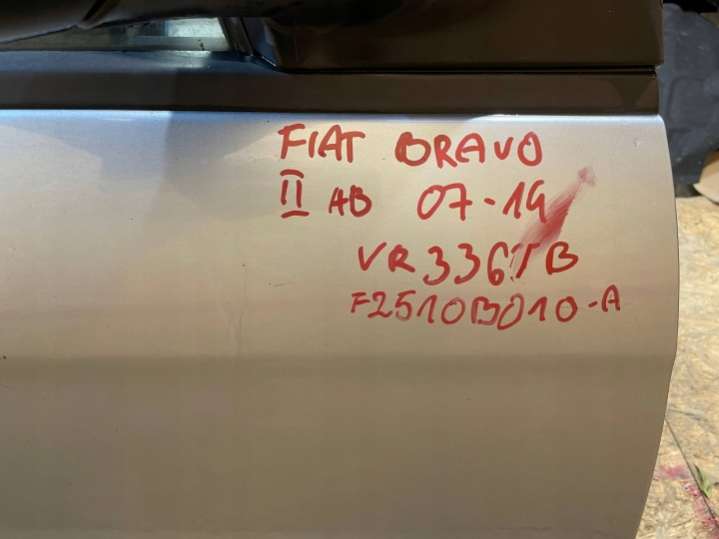 FIAT BRAVO
II AB 07-14
VR336TB
F2510B010-A